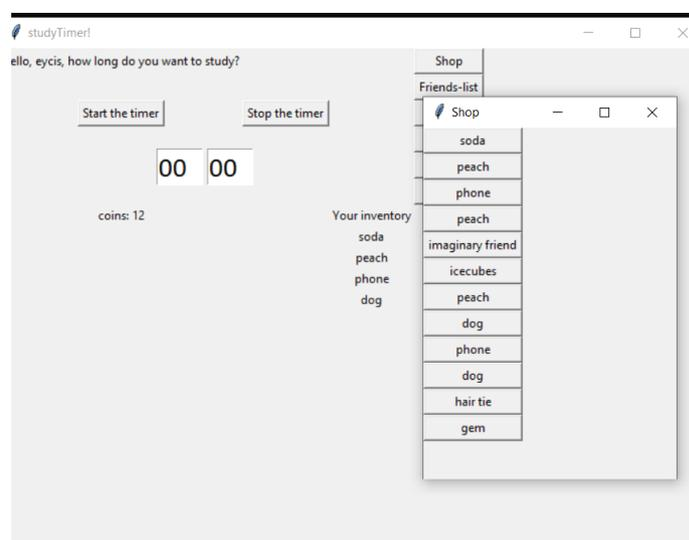 studyTimer!
ello, eycis, how long do you want to study?
Shop
Friends-list
Start the timer
Stop the timer
00 00
coins: 12
Your inventory
soda
peach
phone
dog
Shop
soda
peach
phone
peach
imaginary friend
icecubes
peach
dog
phone
dog
hair tie
gem